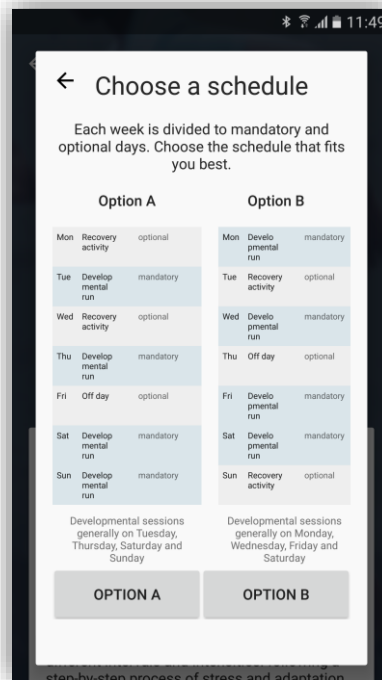 11:49
Choose a schedule
Each week is divided to mandatory and
optional days. Choose the schedule that fits
you best.
Option A
Mon Recovery activity optional
Tue Develop mental run mandatory
Wed Recovery activity optional
Thu Develop mental run mandatory
Fri Off day optional
Sat Develop mental run mandatory
Sun Develop mental run mandatory
Developmental sessions
generally on Tuesday,
Thursday, Saturday and
Sunday
OPTION A
Option B
Mon Develo pmental run mandatory
Tue Recovery activity optional
Wed Develo pmental run mandatory
Thu Off day optional
Fri Develo pmental run mandatory
Sat Develo pmental run mandatory
Sun Recovery activity optional
Developmental sessions
generally on Monday,
Wednesday, Friday and
Saturday
OPTION B
step-by-step process of stress and adaptation